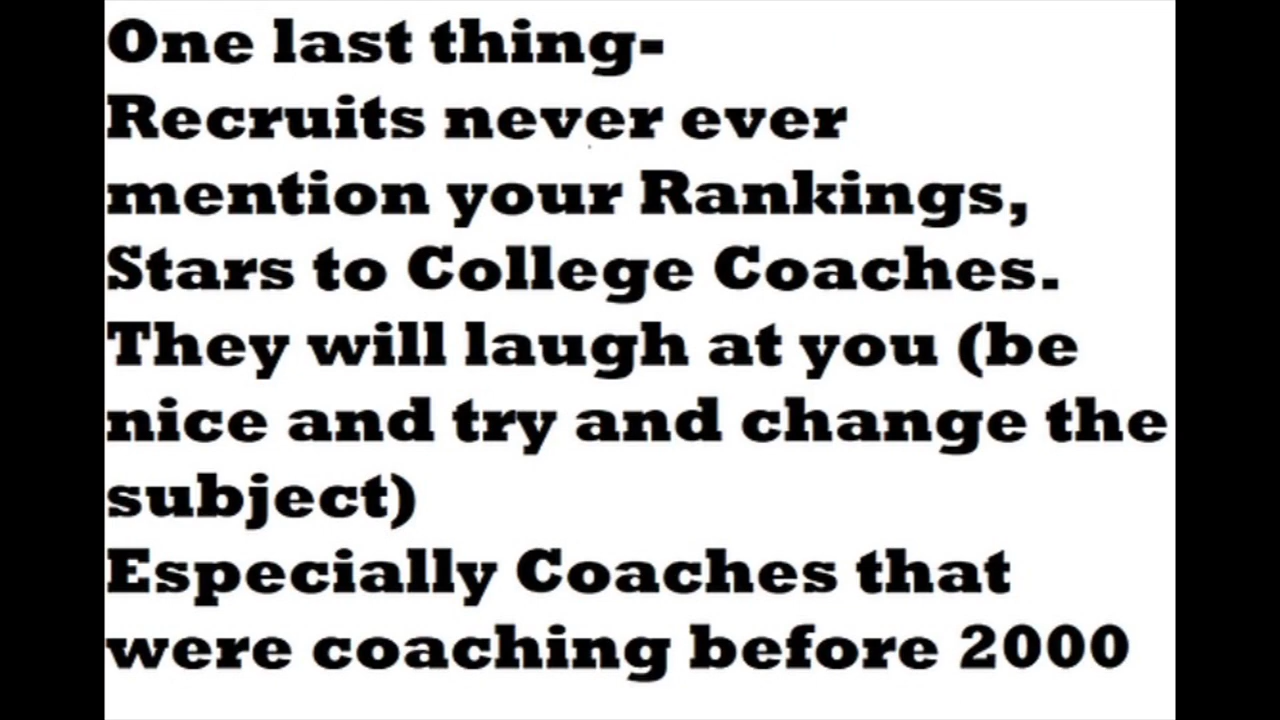 One last thing-
Recruits never ever
mention your Rankings,
Stars to College Coaches.
They will laugh at you (be
nice and try and change the
subject)
Especially Coaches that
were coaching before 2000